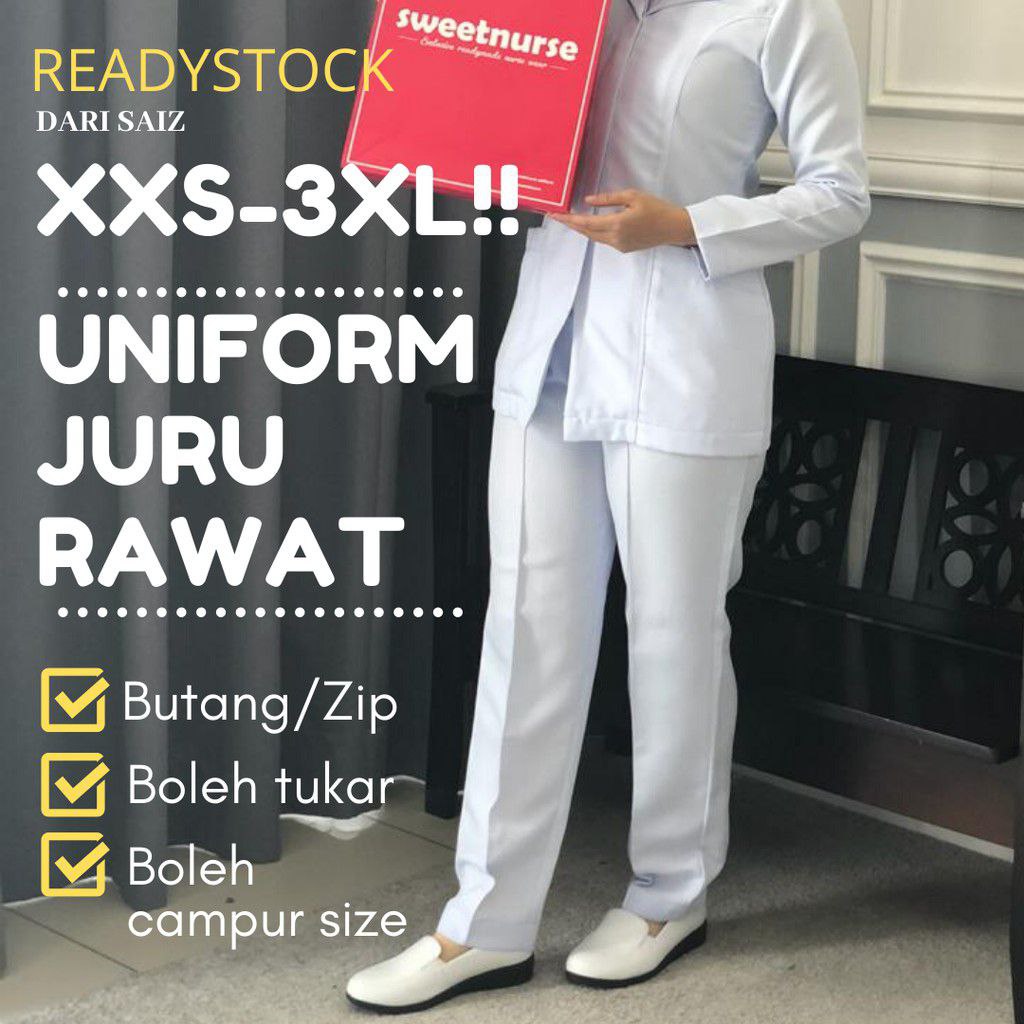 sweetnurse
READYSTOCK
DARI SAIZ
XXS-3XL!!
UNIFORM
JURU
RAWAT
Butang/Zip
Boleh tukar
Boleh
campur size